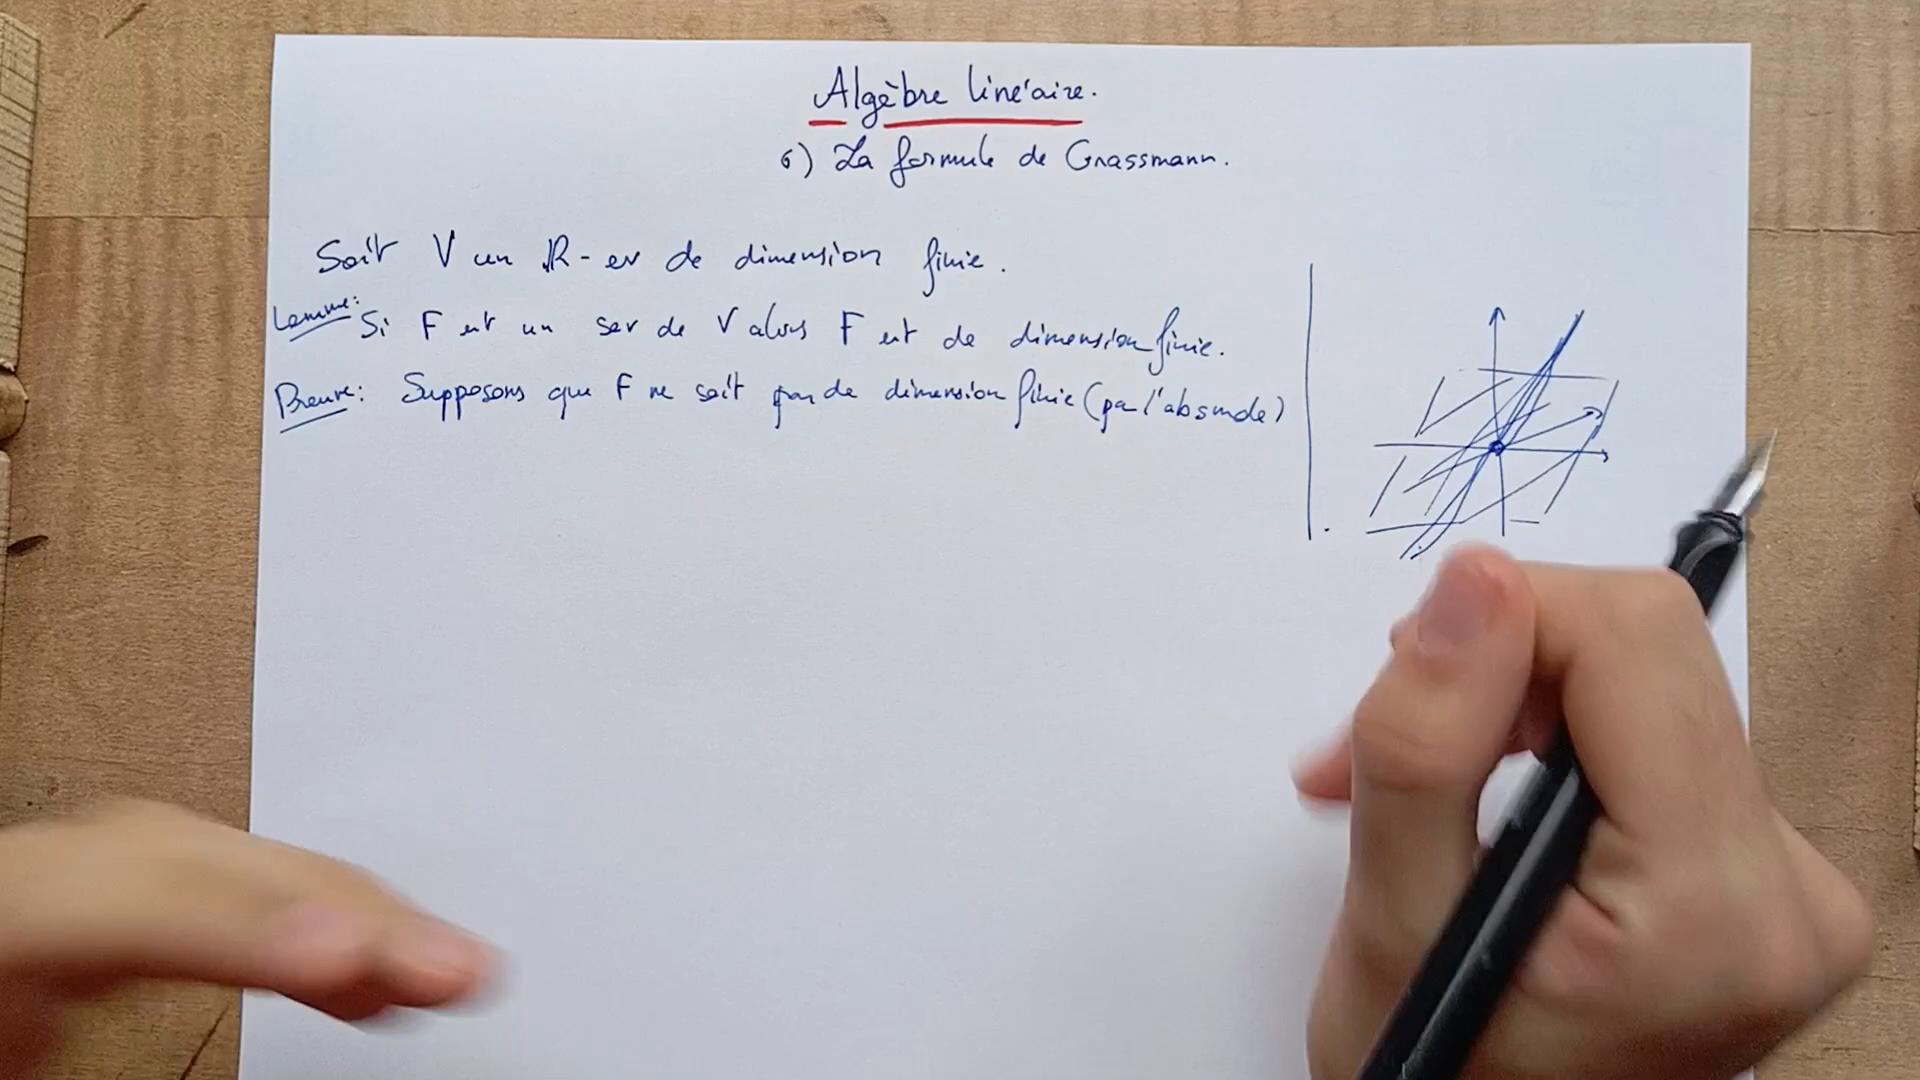 Algèbre linéaire.
6) La formule de Grassmann.
Soit V un ℝ-ev de dimension finie.
Lemme: Si F est un sev de V alors F est de dimension finie.
Preuve: Supposons que F ne soit pas de dimension finie (par l'absurde)